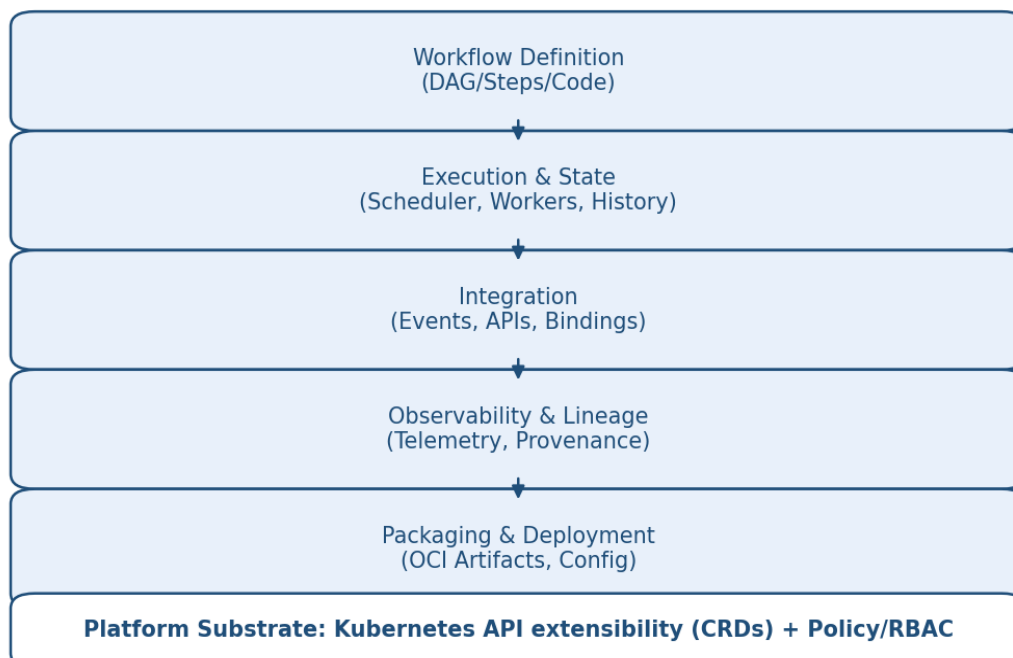 Workflow Definition
(DAG/Steps/Code)
Execution & State
(Scheduler, Workers, History)
Integration
(Events, APIs, Bindings)
Observability & Lineage
(Telemetry, Provenance)
Packaging & Deployment
(OCI Artifacts, Config)
Platform Substrate: Kubernetes API extensibility (CRDs) + Policy/RBAC